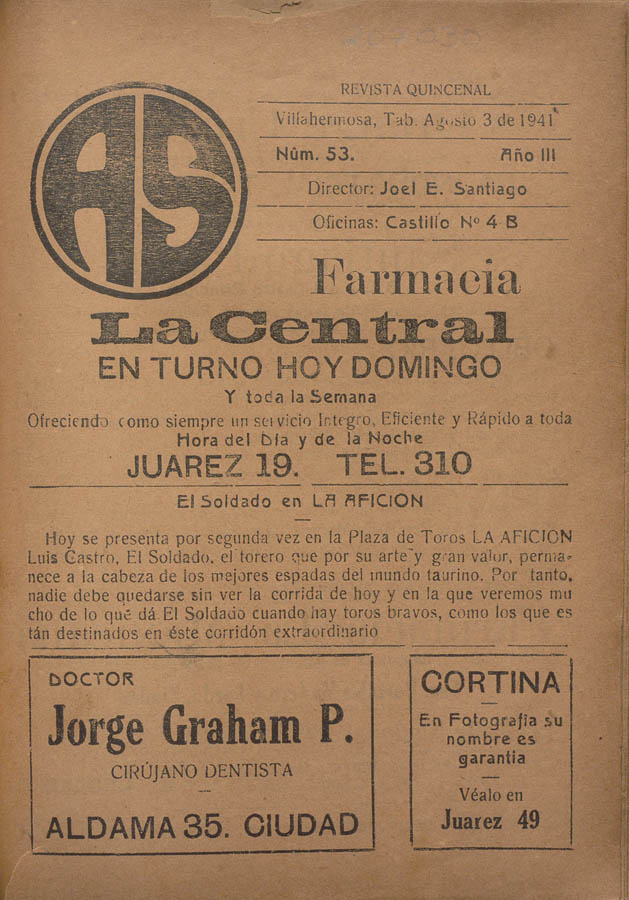 AS
REVISTA QUINCENAL
Villahermosa, Tab. Agosto 3 de 1941
Núm. 53. Año III
Director: Joel E. Santiago
Oficinas: Castillo Nº 4 B
Farmacia
La Central
EN TURNO HOY DOMINGO
Y toda la Semana
Ofreciendo como siempre un servicio Integro, Eficiente y Rápido a toda
Hora del Día y de la Noche
JUAREZ 19. TEL. 310
El Soldado en LA AFICION
Hoy se presenta por segunda vez en la Plaza de Toros LA AFICION
Luis Castro, El Soldado, el torero que por su arte y gran valor, perma-
nece a la cabeza de los mejores espadas del mundo taurino. Por tanto,
nadie debe quedarse sin ver la corrida de hoy y en la que veremos mu
cho de lo que dá El Soldado cuando hay toros bravos, como los que es
tán destinados en éste corridón extraordinario
DOCTOR
Jorge Graham P.
CIRÚJANO DENTISTA
ALDAMA 35. CIUDAD
CORTINA
En Fotografia su
nombre es
garantia
Véalo en
Juarez 49